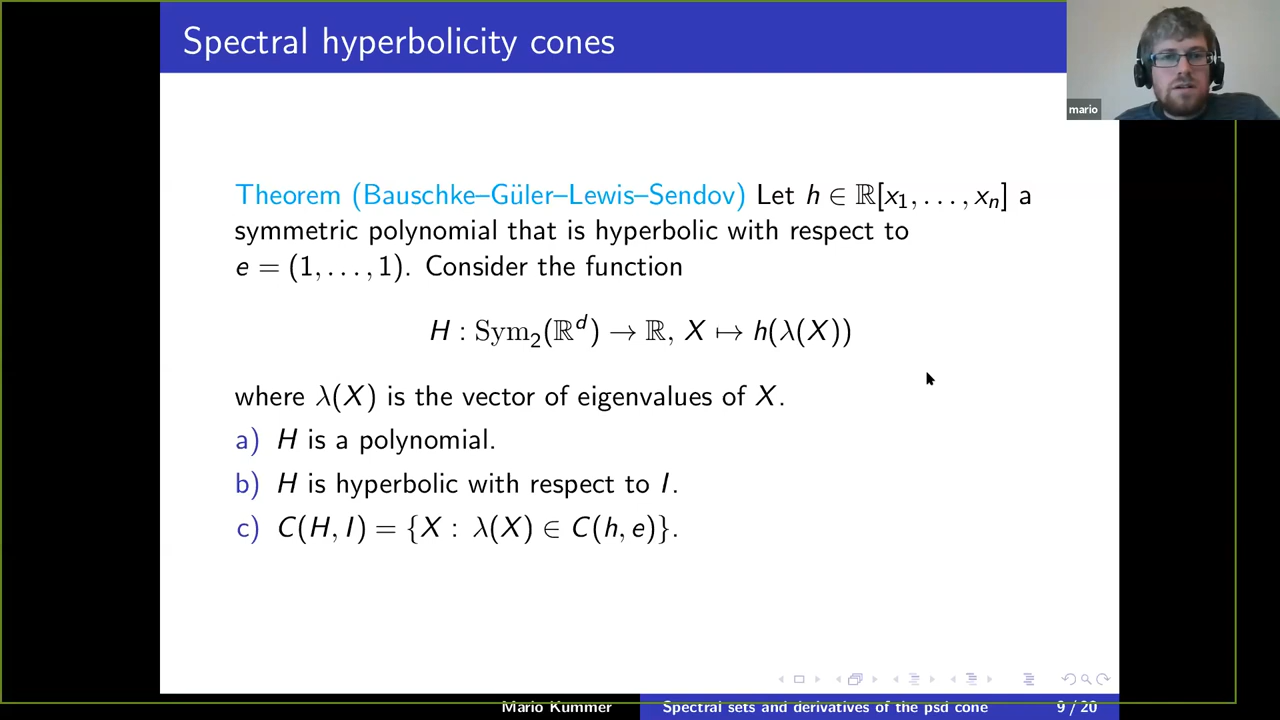 Spectral hyperbolicity cones
mario
Theorem (Bauschke–Güler–Lewis–Sendov) Let h ∈ ℝ[x₁, . . . , xₙ] a
symmetric polynomial that is hyperbolic with respect to
e = (1, . . . , 1). Consider the function
H : Sym₂(ℝᵈ) → ℝ, X ↦ h(λ(X))
where λ(X) is the vector of eigenvalues of X.
a) H is a polynomial.
b) H is hyperbolic with respect to I.
c) C(H, I) = {X : λ(X) ∈ C(h, e)}.
Mario Kummer Spectral sets and derivatives of the psd cone 9 / 20